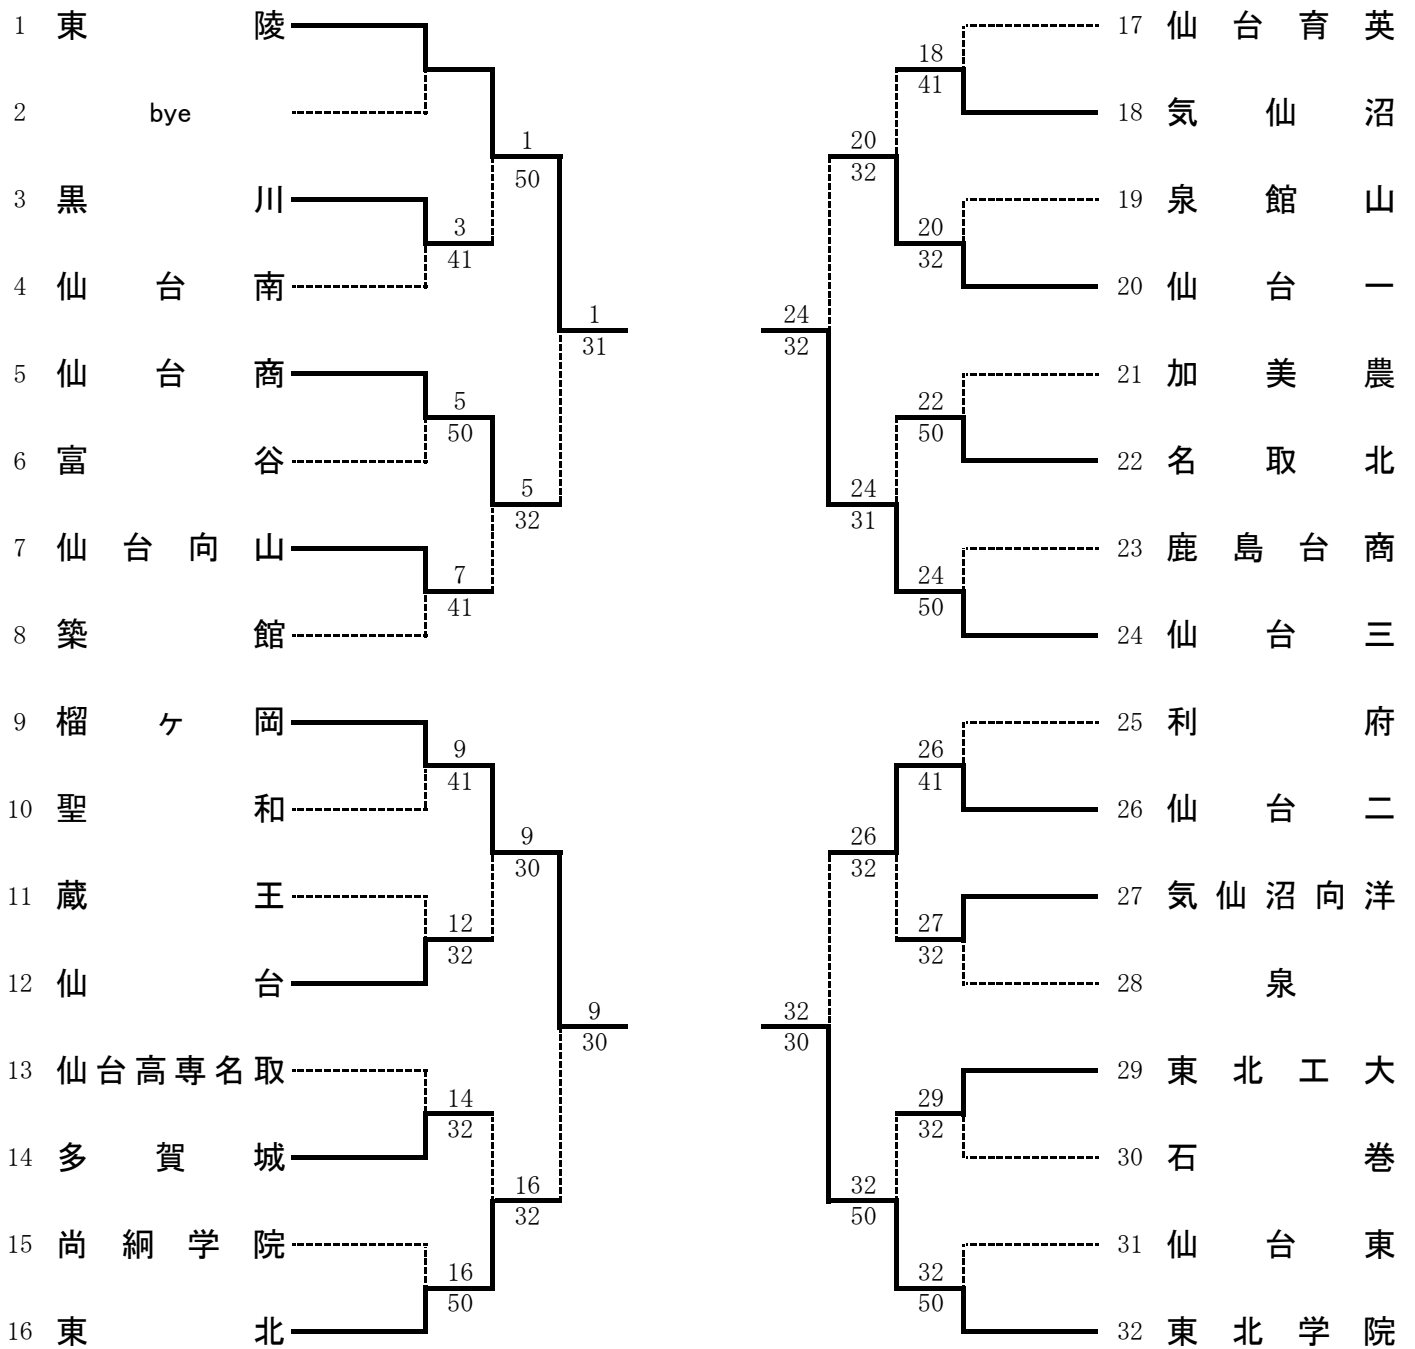 1 東陵
2 bye
3 黒川
4 仙台南
5 仙台商
6 富谷
7 仙台向山
8 築館
9 榴ヶ岡
10 聖和
11 蔵王
12 仙台
13 仙台高専名取
14 多賀城
15 尚絅学院
16 東北
3
41
5
50
7
41
9
41
12
32
14
32
16
50
1
50
5
32
9
30
16
32
1
31
9
30
24
32
32
30
20
32
24
31
26
32
32
50
18
41
20
32
22
50
24
50
26
41
27
32
29
32
32
50
17 仙台育英
18 気仙沼
19 泉館山
20 仙台一
21 加美農
22 名取北
23 鹿島台商
24 仙台三
25 利府
26 仙台二
27 気仙沼向洋
28 泉
29 東北工大
30 石巻
31 仙台東
32 東北学院